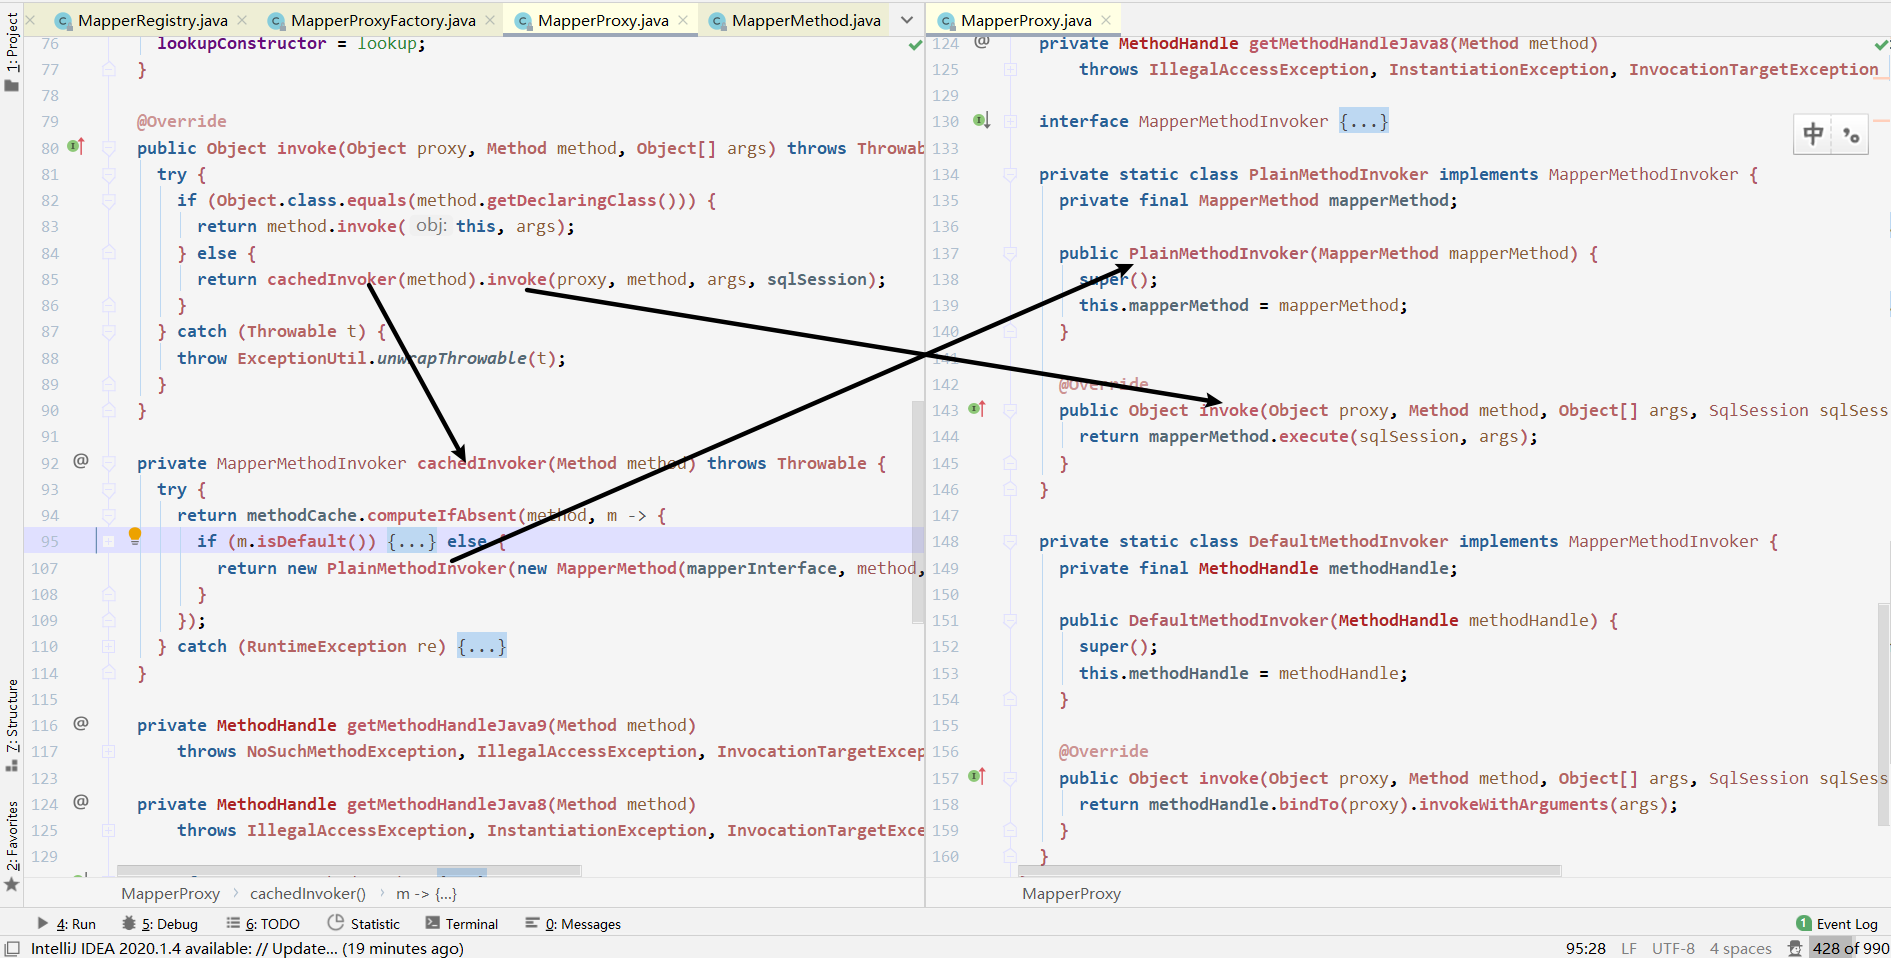 1: Project
MapperRegistry.java
MapperProxyFactory.java
MapperProxy.java
MapperMethod.java
76 lookupConstructor = lookup;
77 }
78
79 @Override
80 public Object invoke(Object proxy, Method method, Object[] args) throws Throwab
81 try {
82 if (Object.class.equals(method.getDeclaringClass())) {
83 return method.invoke( obj: this, args);
84 } else {
85 return cachedInvoker(method).invoke(proxy, method, args, sqlSession);
86 }
87 } catch (Throwable t) {
88 throw ExceptionUtil.unwrapThrowable(t);
89 }
90 }
91
92 @ private MapperMethodInvoker cachedInvoker(Method method) throws Throwable {
93 try {
94 return methodCache.computeIfAbsent(method, m -> {
95 if (m.isDefault()) {...} else {
107 return new PlainMethodInvoker(new MapperMethod(mapperInterface, method,
108 }
109 });
110 } catch (RuntimeException re) {...}
114 }
115
116 @ private MethodHandle getMethodHandleJava9(Method method)
117 throws NoSuchMethodException, IllegalAccessException, InvocationTargetExcep
123
124 @ private MethodHandle getMethodHandleJava8(Method method)
125 throws IllegalAccessException, InstantiationException, InvocationTargetExce
129
MapperProxy > cachedInvoker() > m -> {...}
MapperProxy.java
124 @ private MethodHandle getMethodHandleJava8(Method method)
125 throws IllegalAccessException, InstantiationException, InvocationTargetException
129
130 interface MapperMethodInvoker {...}
133
134 private static class PlainMethodInvoker implements MapperMethodInvoker {
135 private final MapperMethod mapperMethod;
136
137 public PlainMethodInvoker(MapperMethod mapperMethod) {
138 super();
139 this.mapperMethod = mapperMethod;
140 }
141
142 @Override
143 public Object invoke(Object proxy, Method method, Object[] args, SqlSession sqlSess
144 return mapperMethod.execute(sqlSession, args);
145 }
146 }
147
148 private static class DefaultMethodInvoker implements MapperMethodInvoker {
149 private final MethodHandle methodHandle;
150
151 public DefaultMethodInvoker(MethodHandle methodHandle) {
152 super();
153 this.methodHandle = methodHandle;
154 }
155
156 @Override
157 public Object invoke(Object proxy, Method method, Object[] args, SqlSession sqlSess
158 return methodHandle.bindTo(proxy).invokeWithArguments(args);
159 }
160 }
MapperProxy
中
Z: Structure
2: Favorites
4: Run
5: Debug
6: TODO
Statistic
Terminal
0: Messages
1 Event Log
IntelliJ IDEA 2020.1.4 available: // Update... (19 minutes ago)
95:28 LF UTF-8 4 spaces 428 of 990